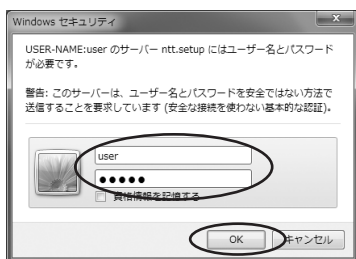 Windows セキュリティ
USER-NAME:user のサーバー ntt.setup にはユーザー名とパスワード
が必要です。
警告: このサーバーは、ユーザー名とパスワードを安全ではない方法で
送信することを要求しています (安全な接続を使わない基本的な認証)。
user
●●●●●
資格情報を記憶する
OK キャンセル